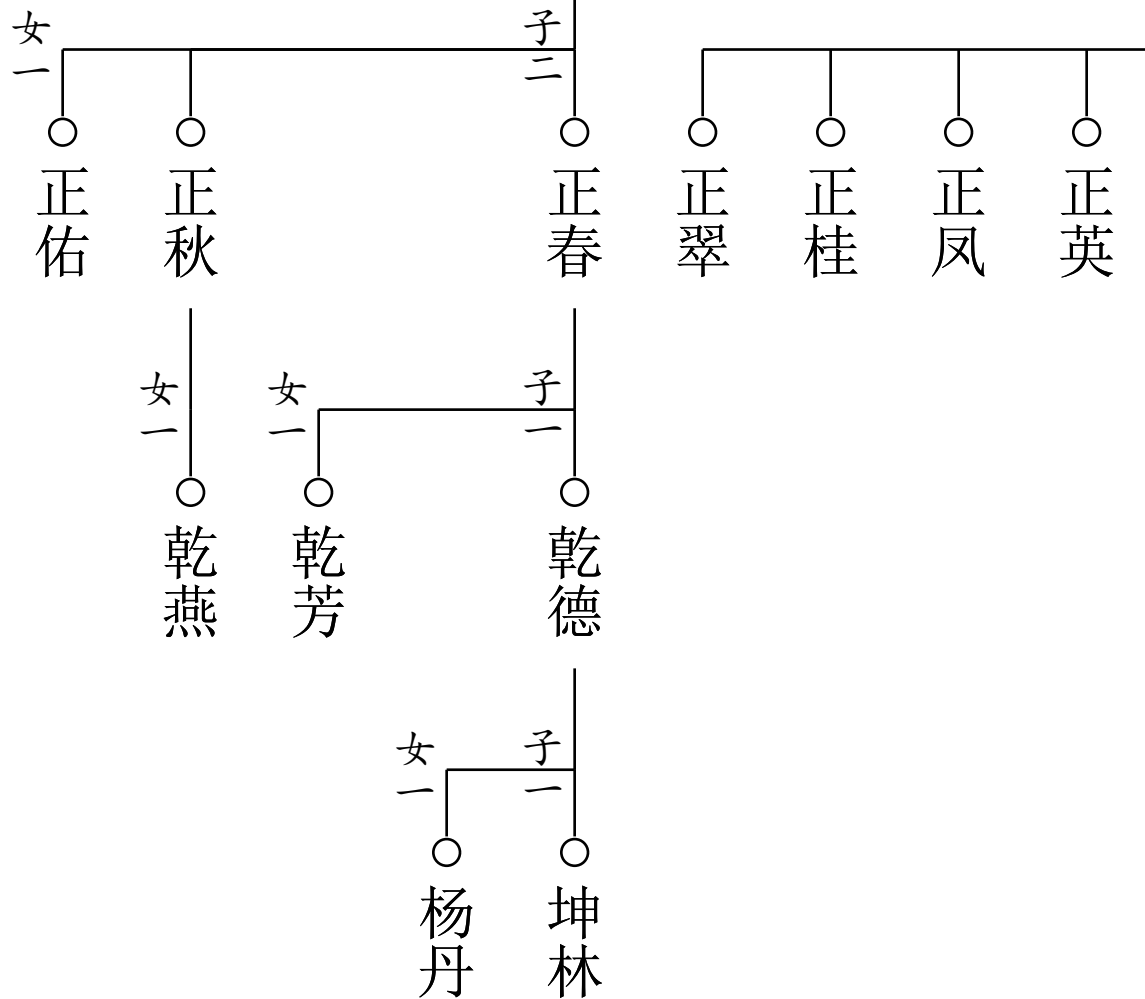 子二
女一
正英
正凤
正桂
正翠
正春
正秋
正佑
子一
女一
女一
乾德
乾芳
乾燕
子一
女一
坤林
杨丹